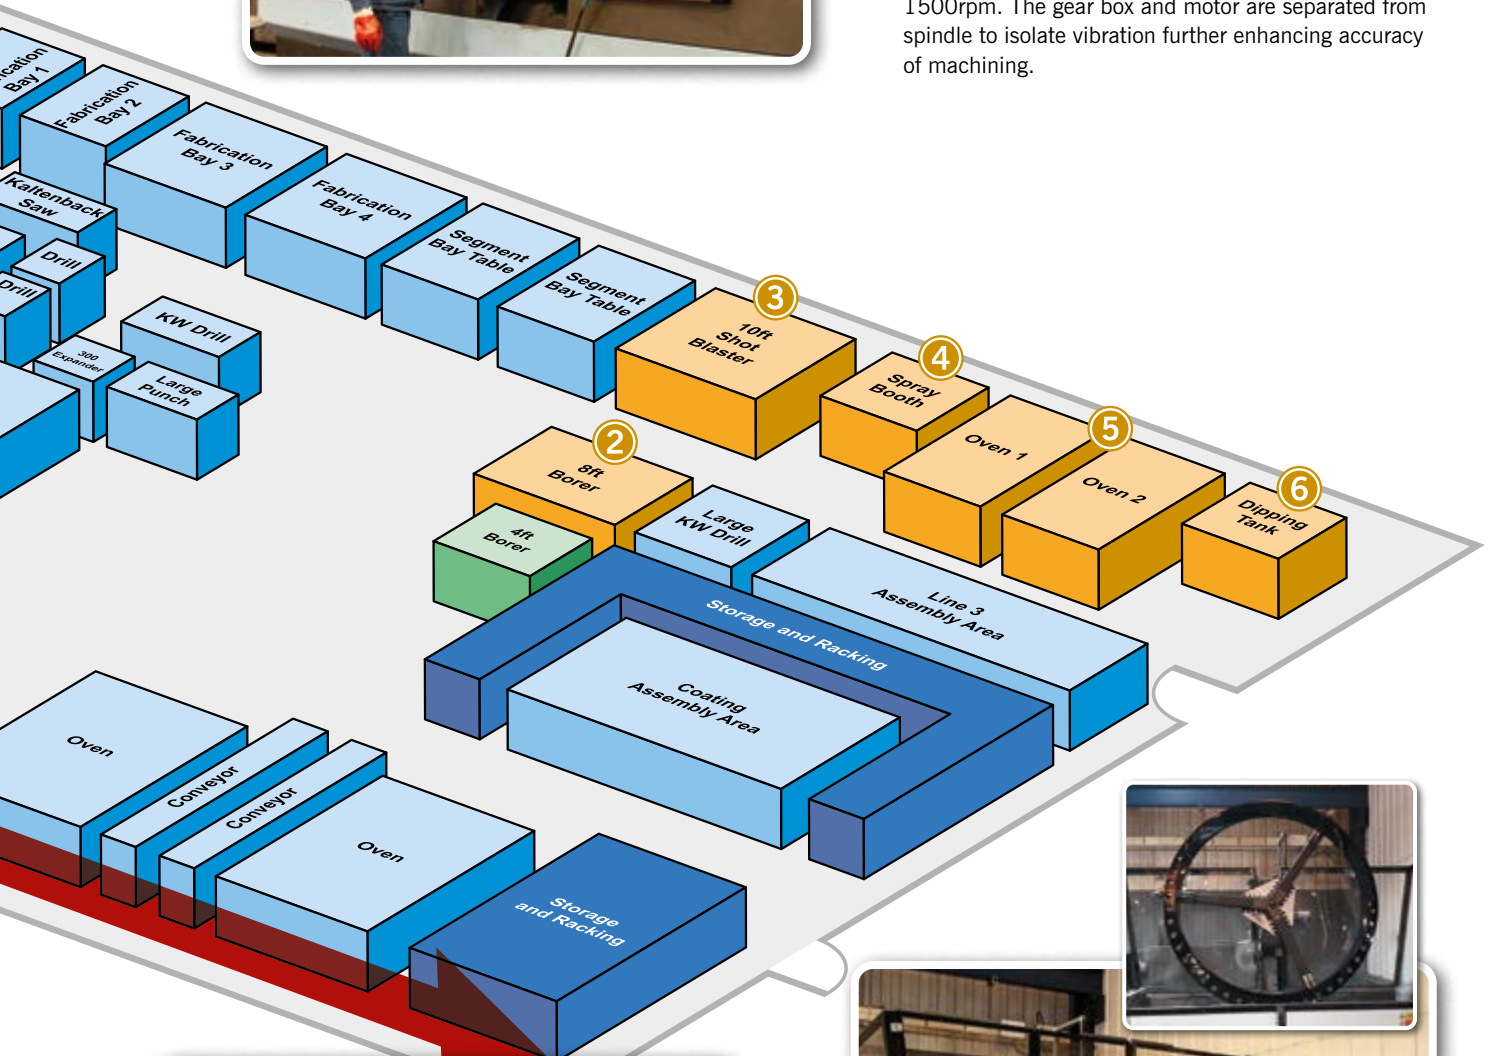 1500rpm. The gear box and motor are separated from
spindle to isolate vibration further enhancing accuracy
of machining.
Bay 1
Fabrication
Bay 2
Fabrication
Bay 3
Fabrication
Bay 4
Segment
Bay Table
Segment
Bay Table
3
10ft
Shot
Blaster
4
Spray
Booth
5
Oven 1
Oven 2
6
Dipping
Tank
Kaltenback
Saw
Drill
Drill
KW Drill
300
Expander
Large
Punch
2
8ft
Borer
4ft
Borer
Large
KW Drill
Line 3
Assembly Area
Storage and Racking
Coating
Assembly Area
Oven
Conveyor
Conveyor
Oven
Storage
and Racking